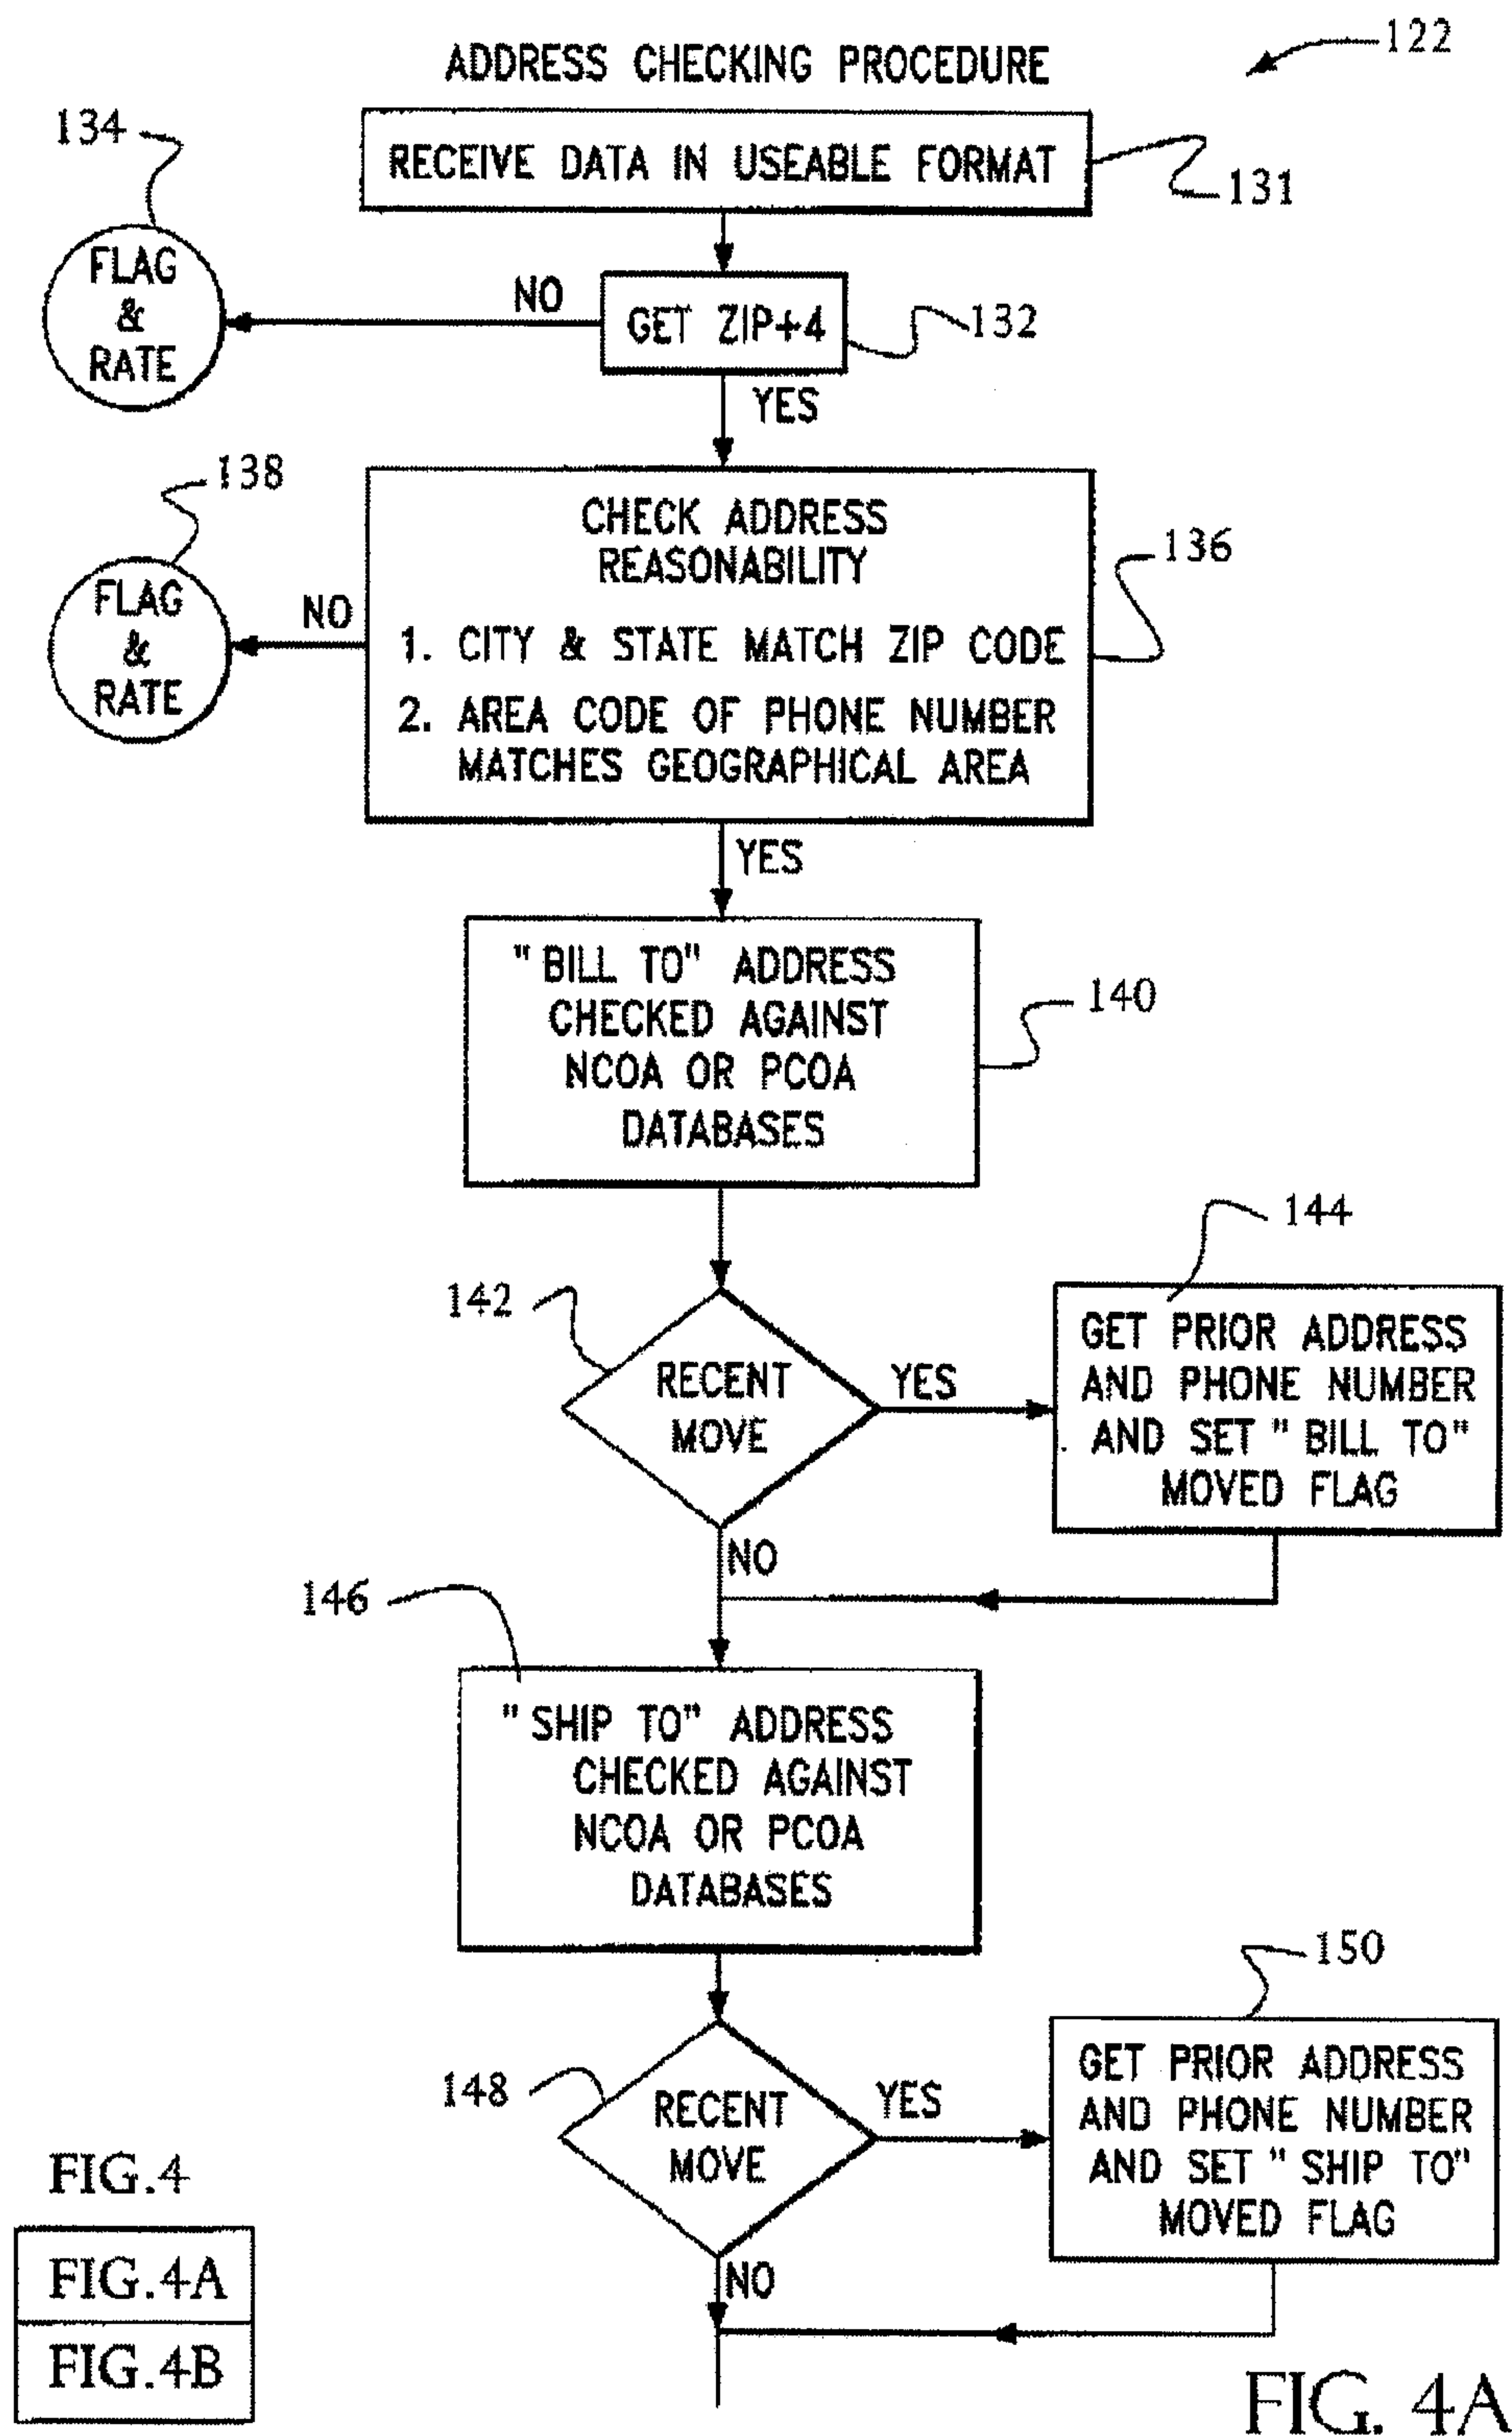 ADDRESS CHECKING PROCEDURE
122
RECEIVE DATA IN USEABLE FORMAT
131
134
FLAG
&
RATE
NO
GET ZIP+4
132
YES
138
FLAG
&
RATE
NO
CHECK ADDRESS
REASONABILITY
1. CITY & STATE MATCH ZIP CODE
2. AREA CODE OF PHONE NUMBER
MATCHES GEOGRAPHICAL AREA
136
YES
"BILL TO" ADDRESS
CHECKED AGAINST
NCOA OR PCOA
DATABASES
140
142
RECENT
MOVE
YES
144
GET PRIOR ADDRESS
AND PHONE NUMBER
AND SET "BILL TO"
MOVED FLAG
NO
146
"SHIP TO" ADDRESS
CHECKED AGAINST
NCOA OR PCOA
DATABASES
148
RECENT
MOVE
YES
150
GET PRIOR ADDRESS
AND PHONE NUMBER
AND SET "SHIP TO"
MOVED FLAG
NO
FIG.4
FIG.4A
FIG.4B
FIG. 4A